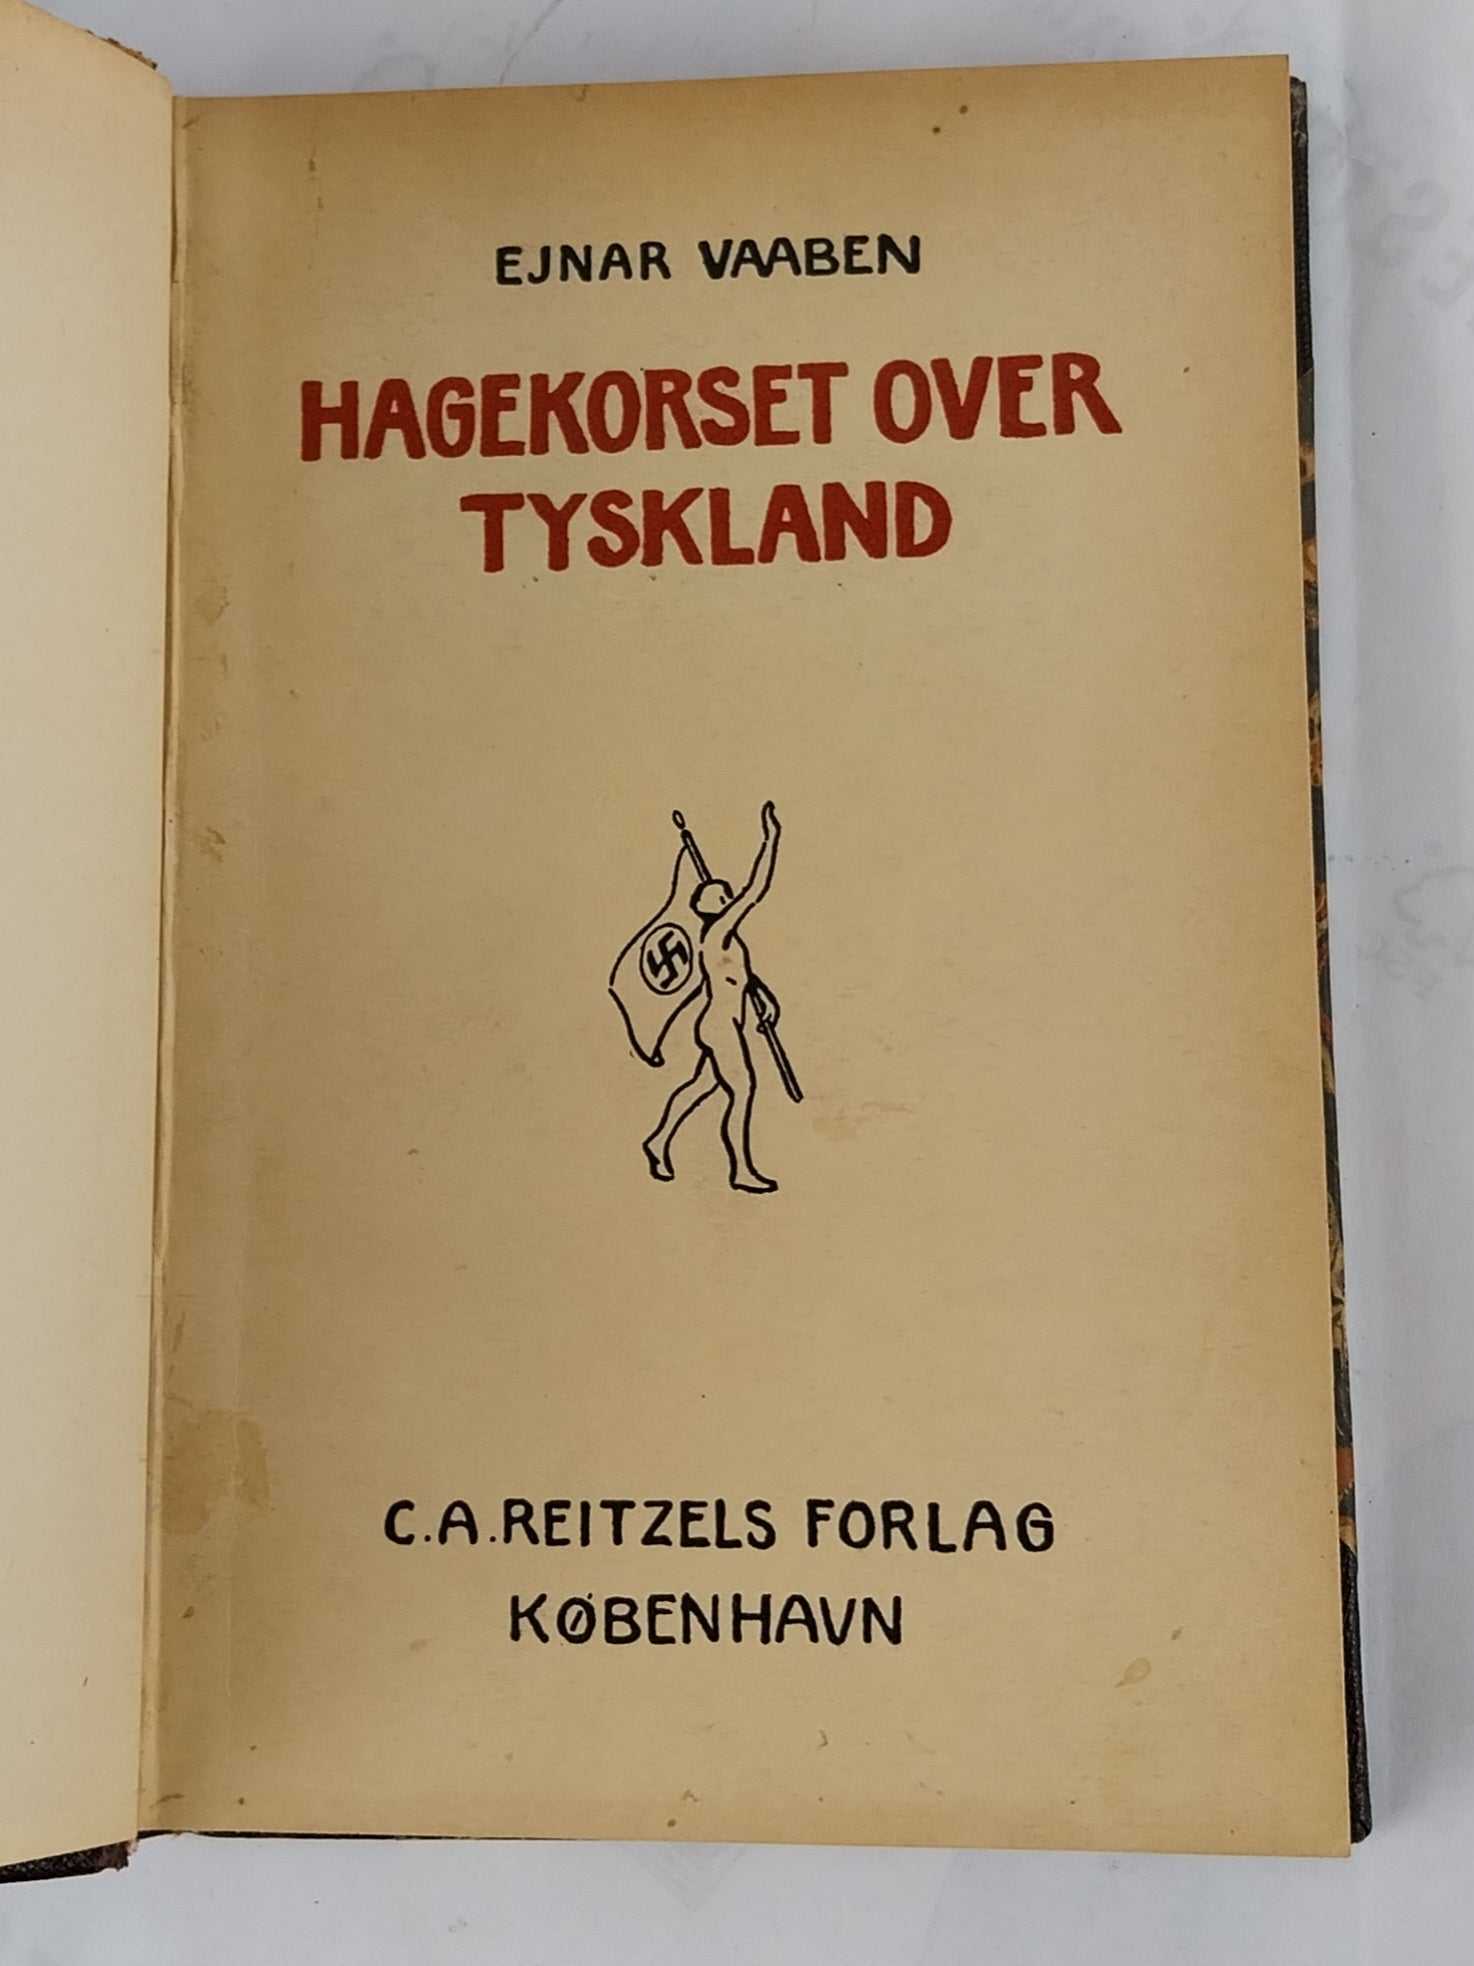 EJNAR VAABEN
HAGEKORSET OVER
TYSKLAND
C.A.REITZELS FORLAG
KØBENHAVN